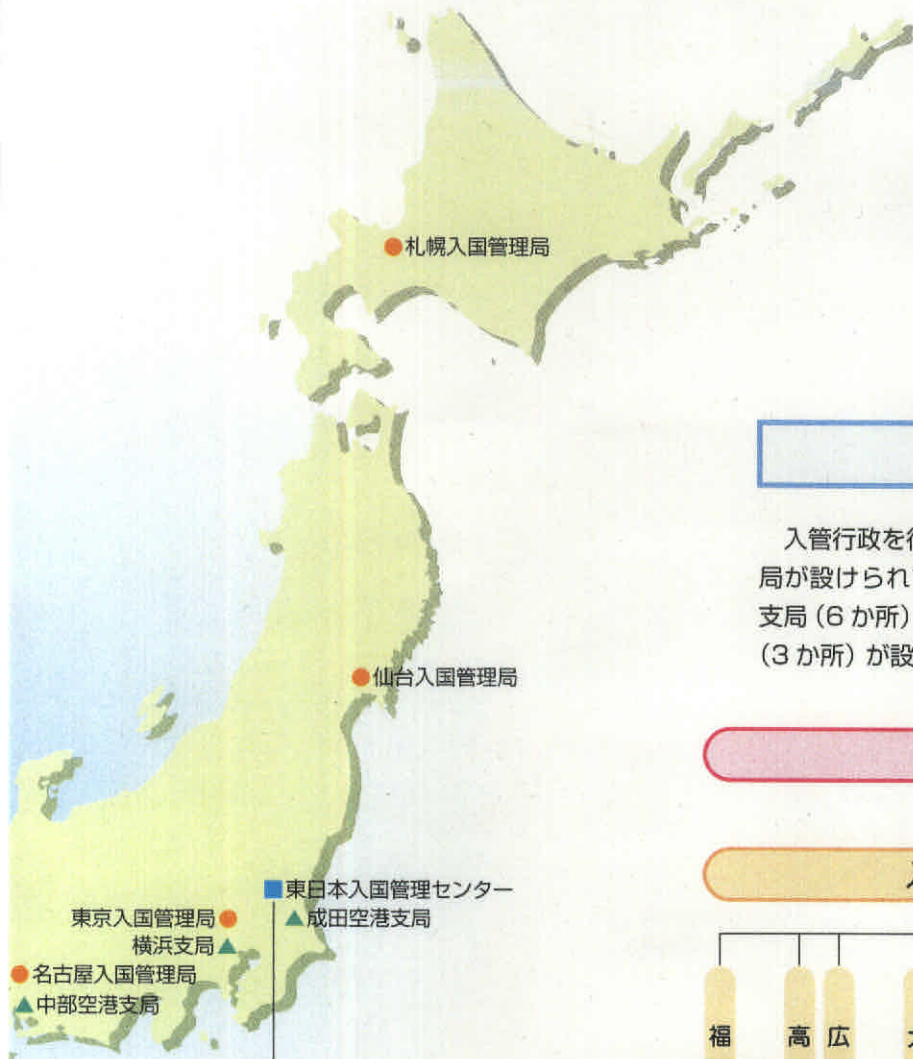 札幌入国管理局
仙台入国管理局
東日本入国管理センター
成田空港支局
東京入国管理局
横浜支局
名古屋入国管理局
中部空港支局
入管行政を
局が設けられ
支局（6か所）
（3か所）が設
福
高
広